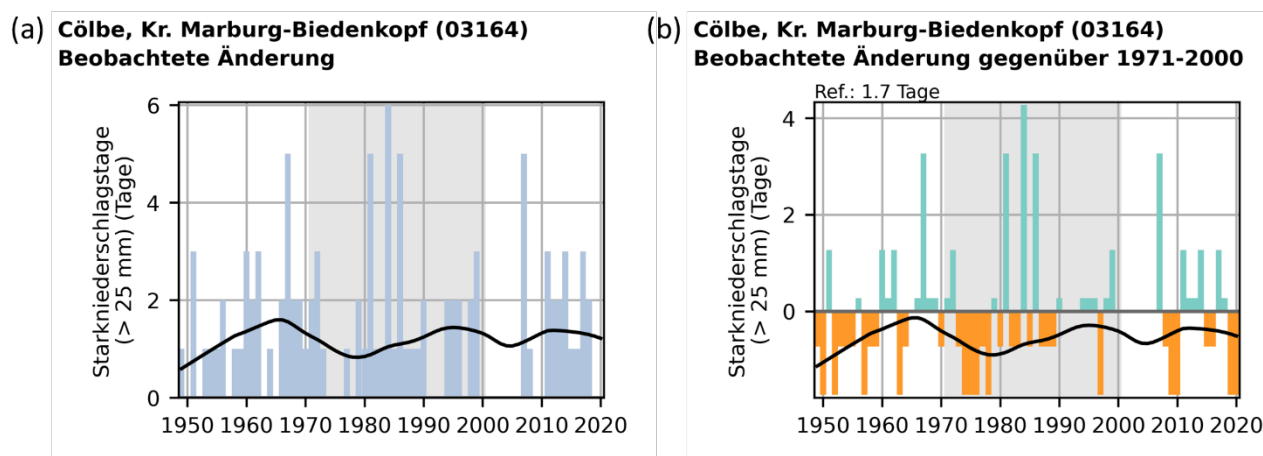 (a) Cölbe, Kr. Marburg-Biedenkopf (03164)
Beobachtete Änderung
Starkniederschlagstage
(> 25 mm) (Tage)
6
4
2
0
1950 1960 1970 1980 1990 2000 2010 2020
(b) Cölbe, Kr. Marburg-Biedenkopf (03164)
Beobachtete Änderung gegenüber 1971-2000
Ref.: 1.7 Tage
Starkniederschlagstage
(> 25 mm) (Tage)
4
2
0
1950 1960 1970 1980 1990 2000 2010 2020